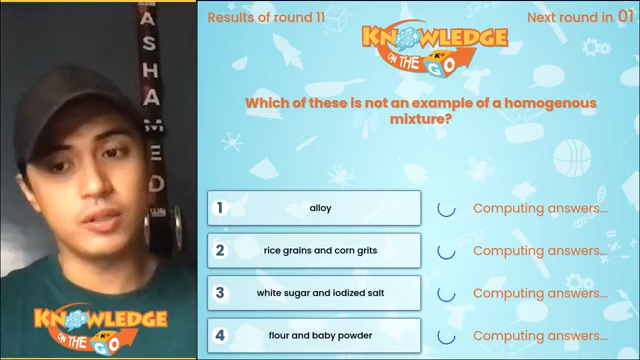 Results of round 11
KNOWLEDGE
ON THE GO
Next round in 01
ASHAMED
Which of these is not an example of a homogenous
mixture?
1 alloy Computing answers...
2 rice grains and corn grits Computing answers...
3 white sugar and iodized salt Computing answers...
4 flour and baby powder Computing answers...
KNOWLEDGE
ON THE GO